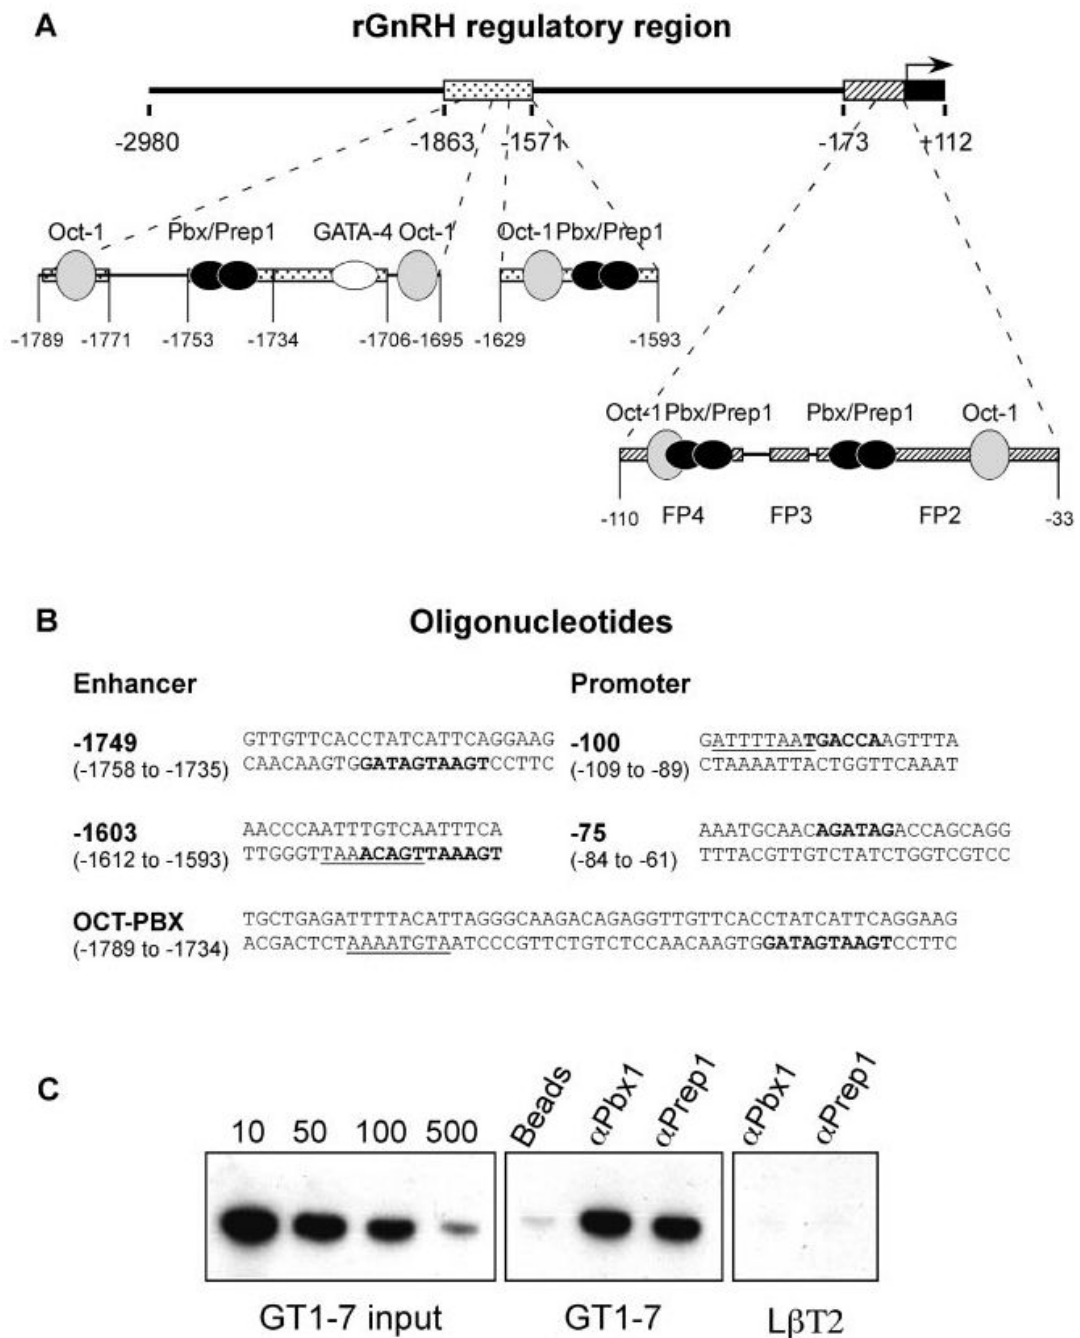 A
rGnRH regulatory region
-2980
-1863
-1571
-173
+112
Oct-1
Pbx/Prep1
GATA-4
Oct-1
Oct-1
Pbx/Prep1
-1789
-1771
-1753
-1734
-1706
-1695
-1629
-1593
Oct-1
Pbx/Prep1
Pbx/Prep1
Oct-1
-110
FP4
FP3
FP2
-33
B
Oligonucleotides
Enhancer
-1749
(-1758 to -1735)
GTTGTTCACCTATCATTCAGGAAG
CAACAAGTGGATAGTAAGTCCTTC
-1603
(-1612 to -1593)
AACCCAATTTGTCAATTTCA
TTGGGTTAAACAGTTAAAGT
Promoter
-100
(-109 to -89)
GATTTTAATGACCAAGTTTA
CTAAAATTACTGGTTCAAAT
-75
(-84 to -61)
AAATGCAACAGATAGACCAGCAGG
TTTACGTTGTCTATCTGGTCGTCC
OCT-PBX
(-1789 to -1734)
TGCTGAGATTTTACATTAGGGCAAGACAGAGGTTGTTCACCTATCATTCAGGAAG
ACGACTCTAAAATGTAATCCCGTTCTGTCTCCAACAAGTGGATAGTAAGTCCTTC
C
10 50 100 500
GT1-7 input
Beads
αPbx1
αPrep1
GT1-7
αPbx1
αPrep1
LβT2